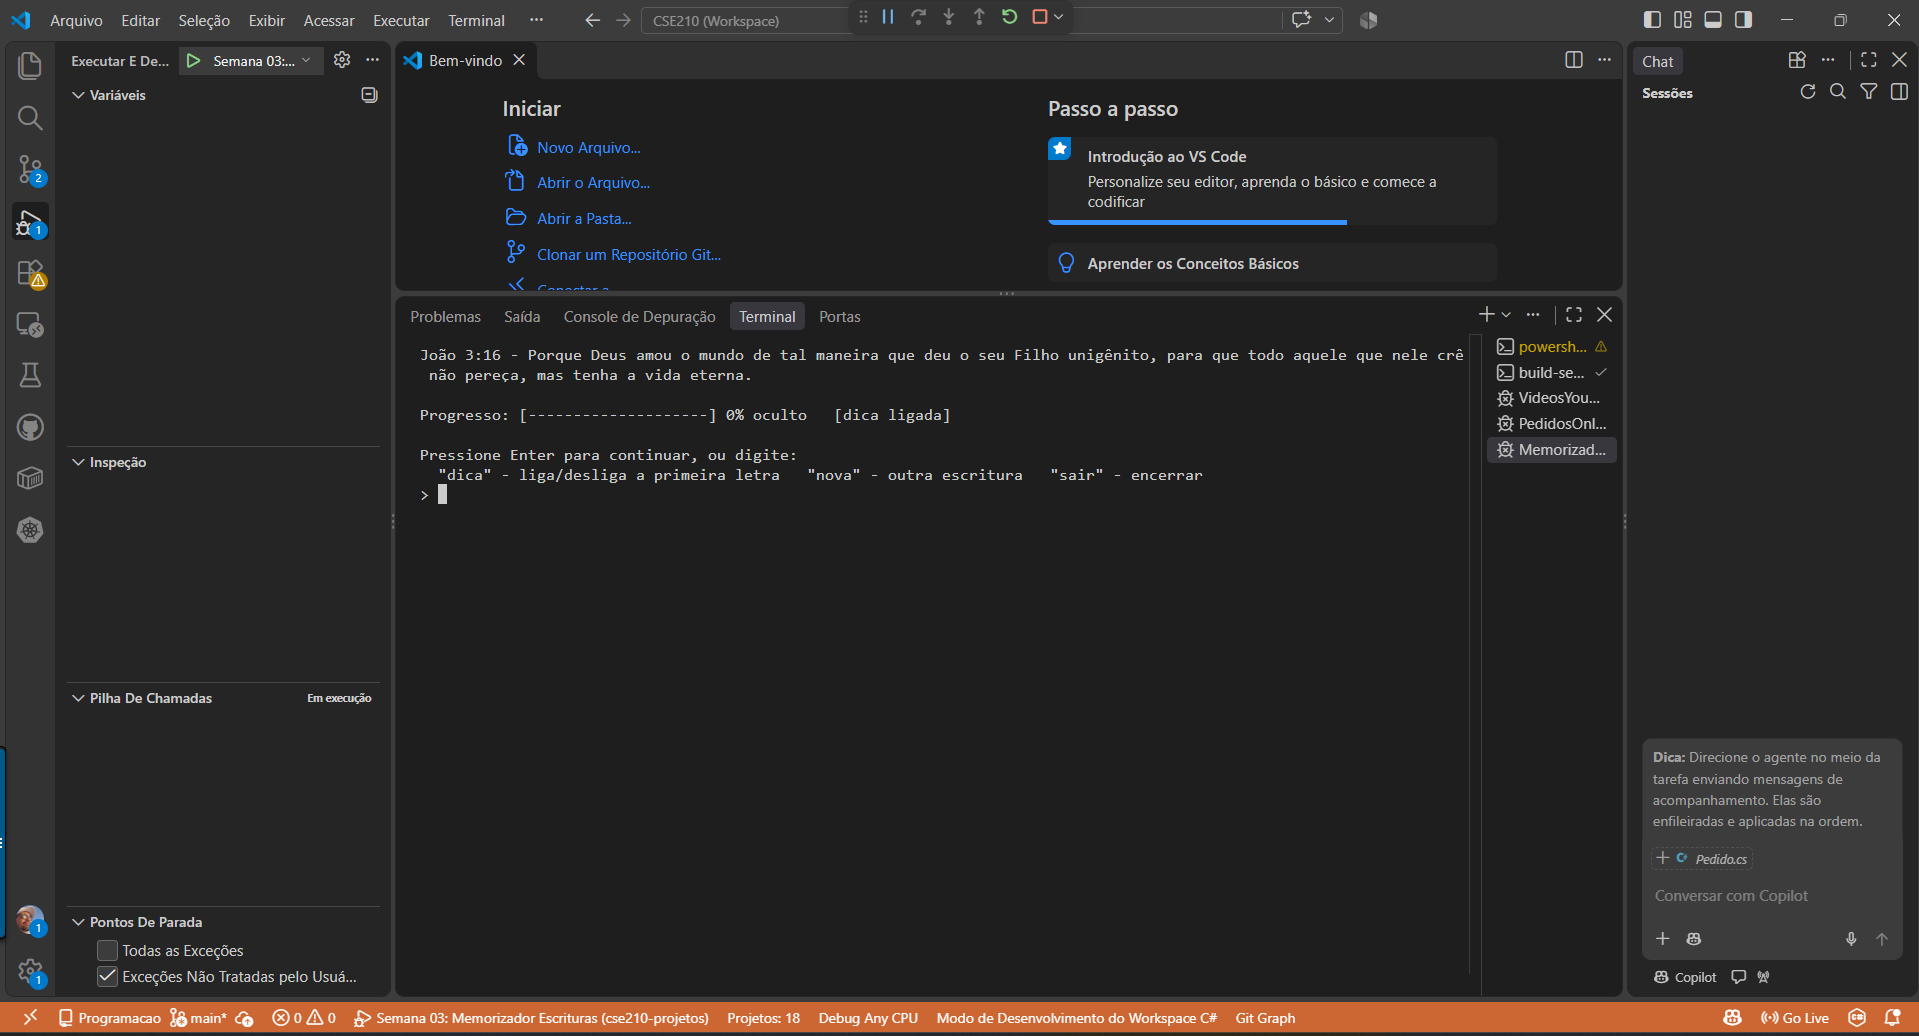 Arquivo Editar Seleção Exibir Acessar Executar Terminal ···
CSE210 (Workspace)
Executar E De... Semana 03:...
Variáveis
Inspeção
Pilha De Chamadas Em execução
Pontos De Parada
Todas as Exceções
Exceções Não Tratadas pelo Usuá...
2
1
1
1
Bem-vindo
Iniciar
Novo Arquivo...
Abrir o Arquivo...
Abrir a Pasta...
Clonar um Repositório Git...
Conectar a...
Passo a passo
Introdução ao VS Code
Personalize seu editor, aprenda o básico e comece a
codificar
Aprender os Conceitos Básicos
Problemas Saída Console de Depuração Terminal Portas
João 3:16 - Porque Deus amou o mundo de tal maneira que deu o seu Filho unigênito, para que todo aquele que nele crê
não pereça, mas tenha a vida eterna.
Progresso: [--------------------] 0% oculto [dica ligada]
Pressione Enter para continuar, ou digite:
"dica" - liga/desliga a primeira letra "nova" - outra escritura "sair" - encerrar
>
powersh...
build-se...
VideosYou...
PedidosOnl...
Memorizad...
Chat
Sessões
Dica: Direcione o agente no meio da
tarefa enviando mensagens de
acompanhamento. Elas são
enfileiradas e aplicadas na ordem.
Pedido.cs
Conversar com Copilot
Copilot
Programacao main* 0 0 Semana 03: Memorizador Escrituras (cse210-projetos) Projetos: 18 Debug Any CPU Modo de Desenvolvimento do Workspace C# Git Graph Go Live